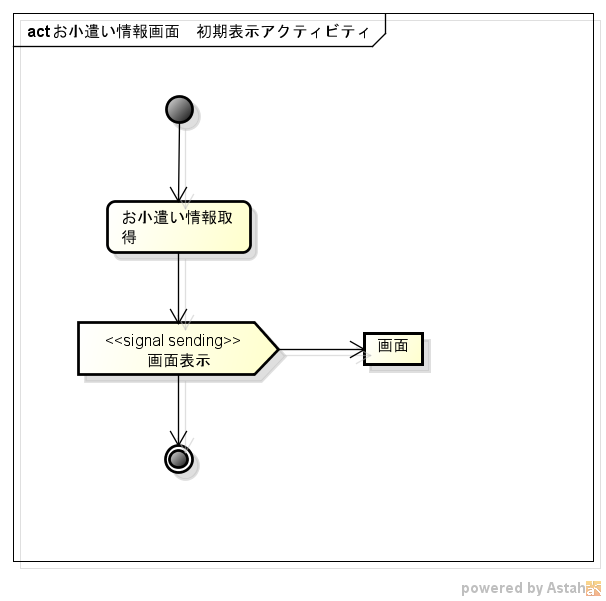 act お小遣い情報画面　初期表示アクティビティ
お小遣い情報取
得
<<signal sending>>
画面表示
画面
powered by Astah